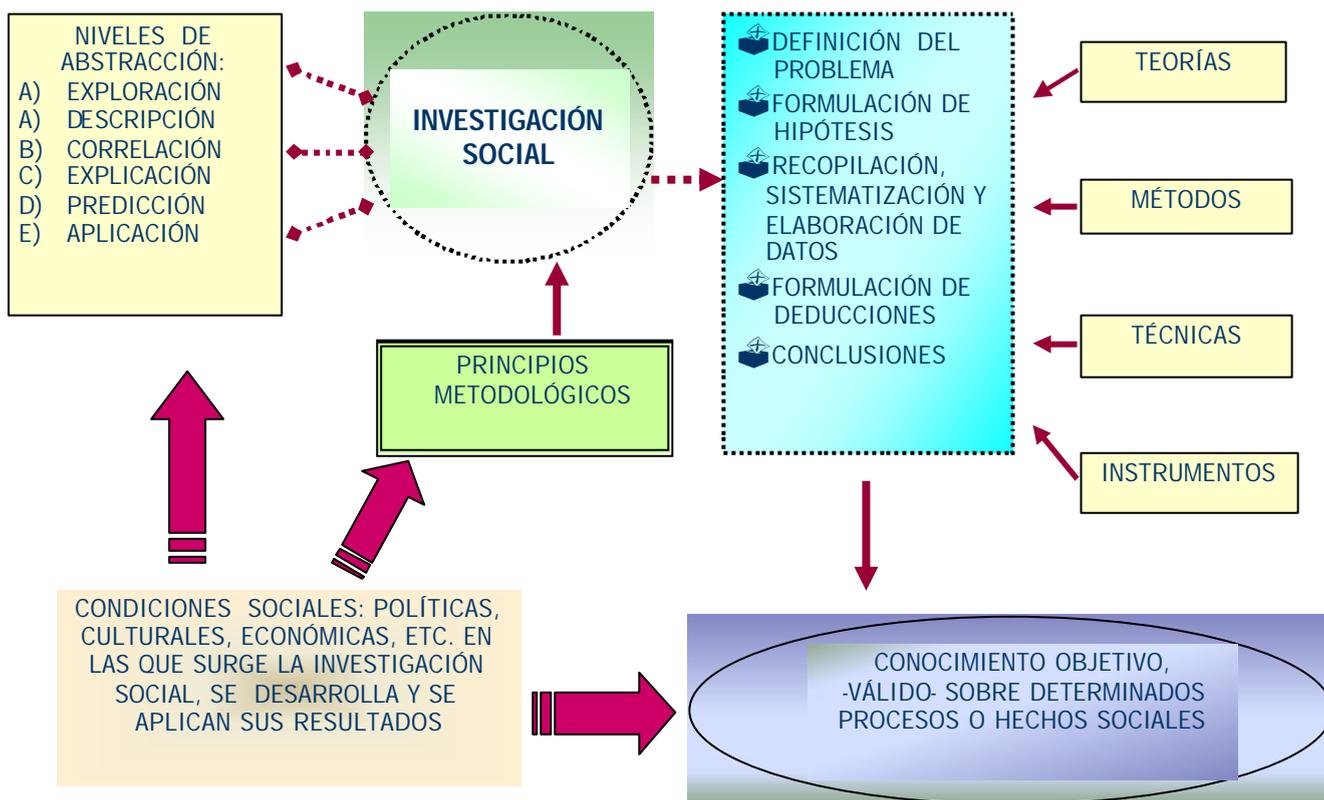 NIVELES DE
ABSTRACCIÓN:
A) EXPLORACIÓN
A) DESCRIPCIÓN
B) CORRELACIÓN
C) EXPLICACIÓN
D) PREDICCIÓN
E) APLICACIÓN
INVESTIGACIÓN
SOCIAL
DEFINICIÓN DEL
PROBLEMA
FORMULACIÓN DE
HIPÓTESIS
RECOPILACIÓN,
SISTEMATIZACIÓN Y
ELABORACIÓN DE
DATOS
FORMULACIÓN DE
DEDUCCIONES
CONCLUSIONES
TEORÍAS
MÉTODOS
TÉCNICAS
INSTRUMENTOS
PRINCIPIOS
METODOLÓGICOS
CONDICIONES SOCIALES: POLÍTICAS,
CULTURALES, ECONÓMICAS, ETC. EN
LAS QUE SURGE LA INVESTIGACIÓN
SOCIAL, SE DESARROLLA Y SE
APLICAN SUS RESULTADOS
CONOCIMIENTO OBJETIVO,
-VÁLIDO- SOBRE DETERMINADOS
PROCESOS O HECHOS SOCIALES